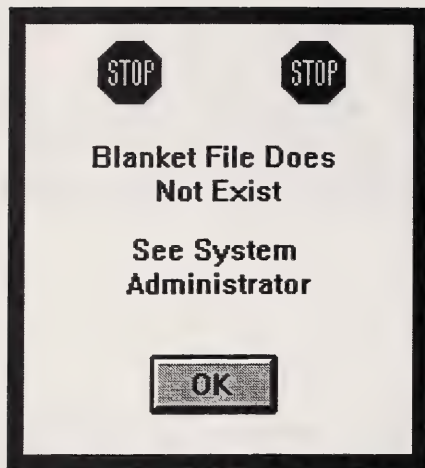 STOP STOP
Blanket File Does
Not Exist
See System
Administrator
OK